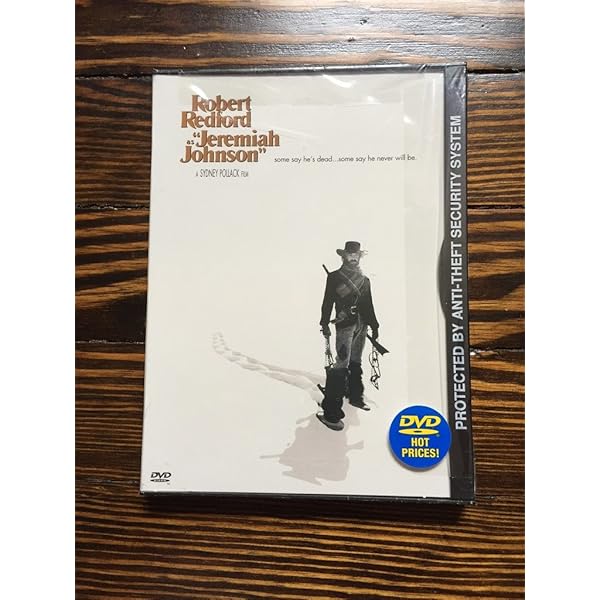 Robert
Redford
as "Jeremiah
Johnson"
some say he's dead...some say he never will be.
A SYDNEY POLLACK FILM
PROTECTED BY ANTI-THEFT SECURITY SYSTEM
DVD
HOT
PRICES!
DVD
VIDEO